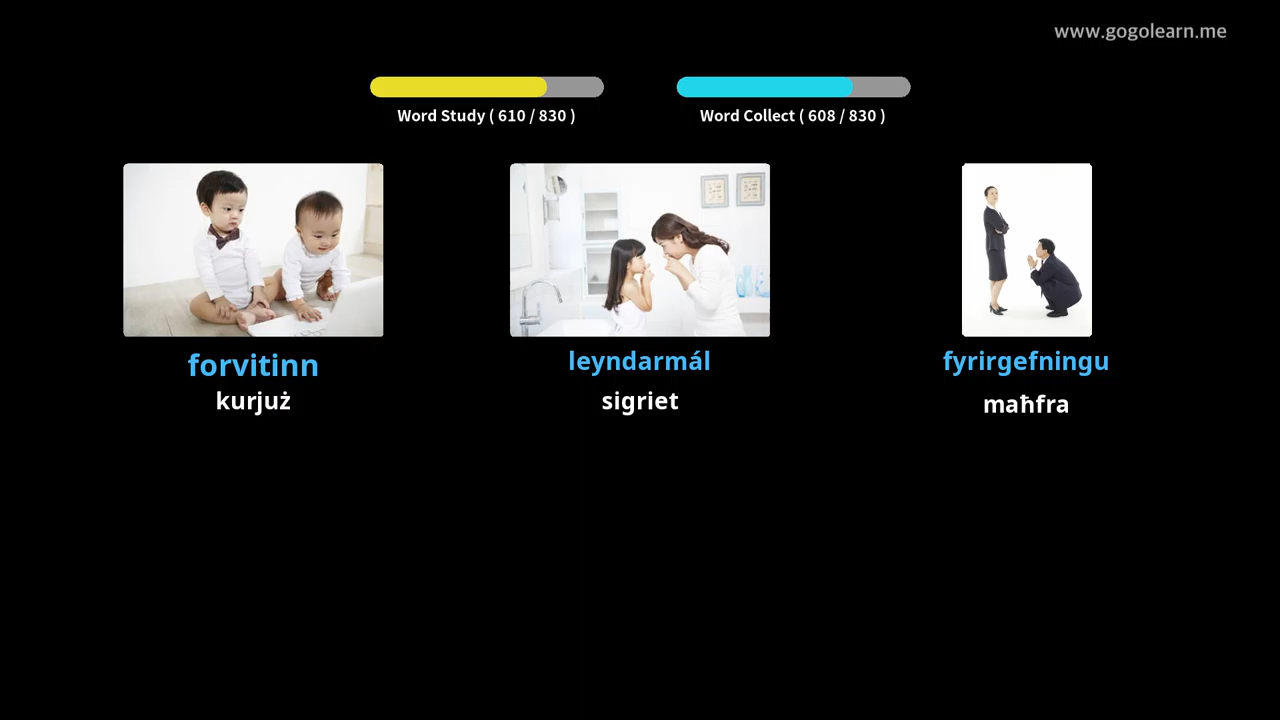 www.gogolearn.me
Word Study ( 610 / 830 )
Word Collect ( 608 / 830 )
forvitinn
kurjuż
leyndarmál
sigriet
fyrirgefningu
maħfra